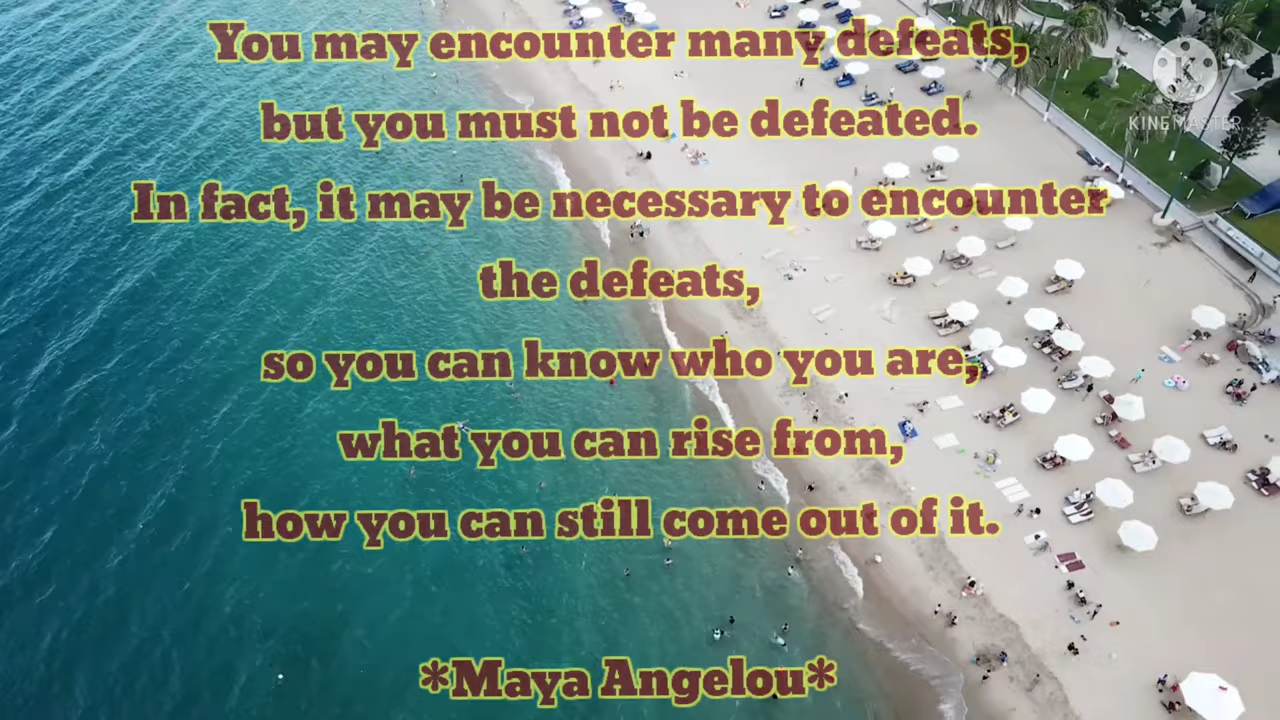 You may encounter many defeats,
but you must not be defeated.
In fact, it may be necessary to encounter
the defeats,
so you can know who you are,
what you can rise from,
how you can still come out of it.
*Maya Angelou*
K
KINEMASTER